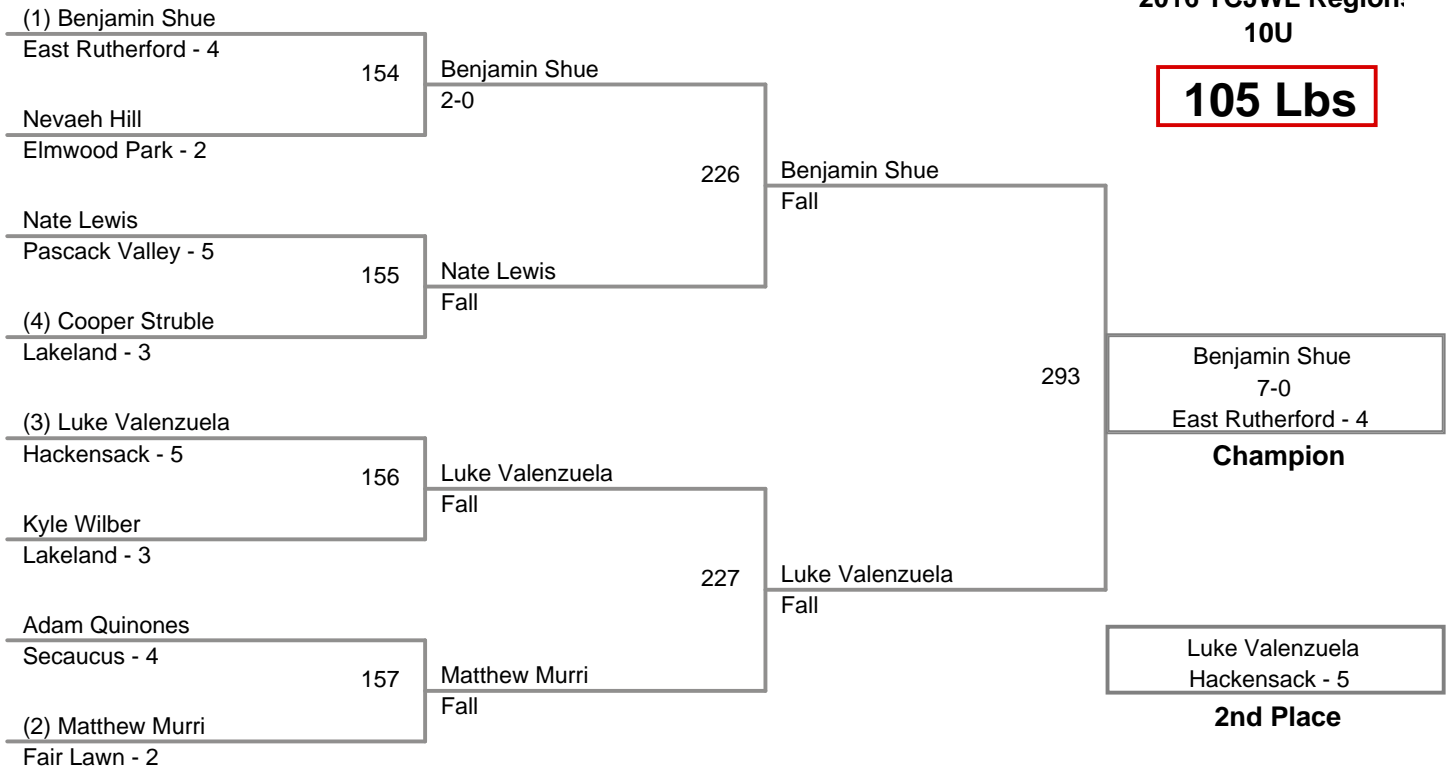 10U
105 Lbs
(1) Benjamin Shue
East Rutherford - 4
154
Nevaeh Hill
Elmwood Park - 2
Benjamin Shue
2-0
Nate Lewis
Pascack Valley - 5
155
(4) Cooper Struble
Lakeland - 3
Nate Lewis
Fall
226
Benjamin Shue
Fall
(3) Luke Valenzuela
Hackensack - 5
156
Kyle Wilber
Lakeland - 3
Luke Valenzuela
Fall
Adam Quinones
Secaucus - 4
157
(2) Matthew Murri
Fair Lawn - 2
Matthew Murri
Fall
227
Luke Valenzuela
Fall
293
Benjamin Shue
7-0
East Rutherford - 4
Champion
Luke Valenzuela
Hackensack - 5
2nd Place